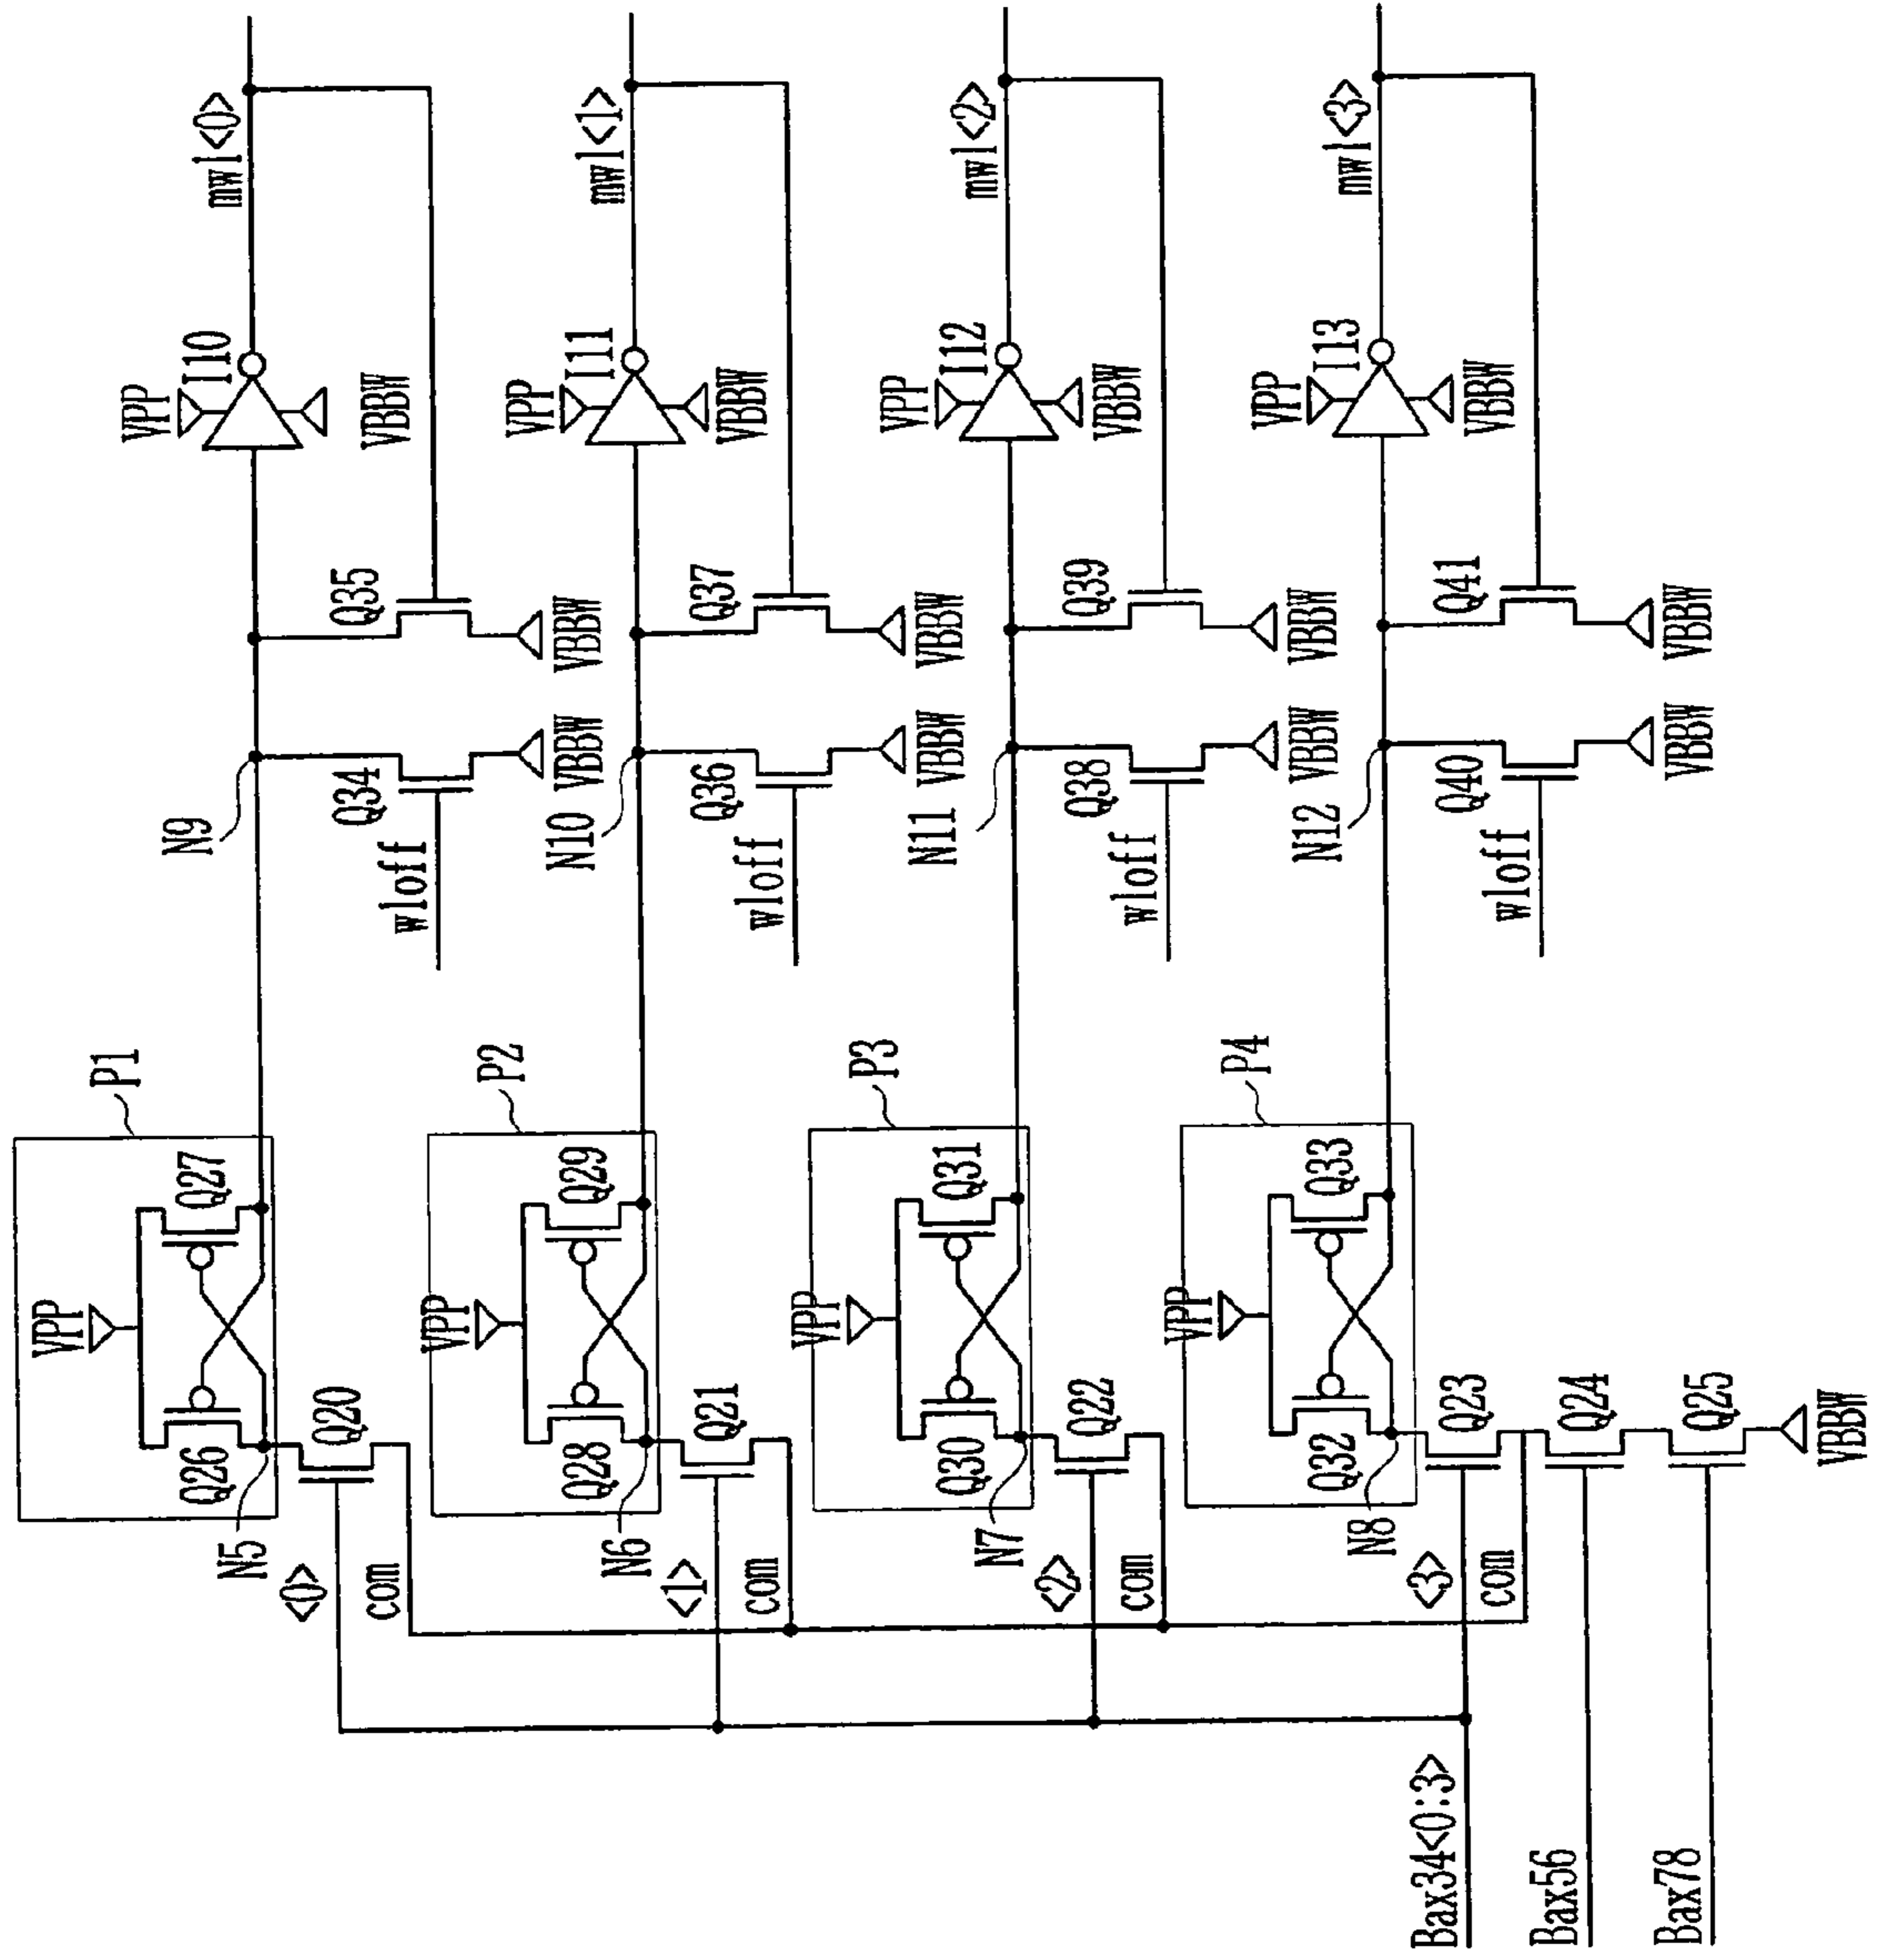 P1
VPP
Q26
Q27
N5
Q20
<0>
com
N9
Q34
wloff
VBBW
Q35
VBBW
VPP
I10
VBBW
mwl<0>
P2
VPP
Q28
Q29
N6
Q21
<1>
com
N10
Q36
wloff
VBBW
Q37
VBBW
VPP
I11
VBBW
mwl<1>
P3
VPP
Q30
Q31
N7
Q22
<2>
com
N11
Q38
wloff
VBBW
Q39
VBBW
VPP
I12
VBBW
mwl<2>
P4
VPP
Q32
Q33
N8
Q23
<3>
com
Q24
Q25
VBBW
N12
Q40
wloff
VBBW
Q41
VBBW
VPP
I13
VBBW
mwl<3>
Bax34<0:3>
Bax56
Bax78